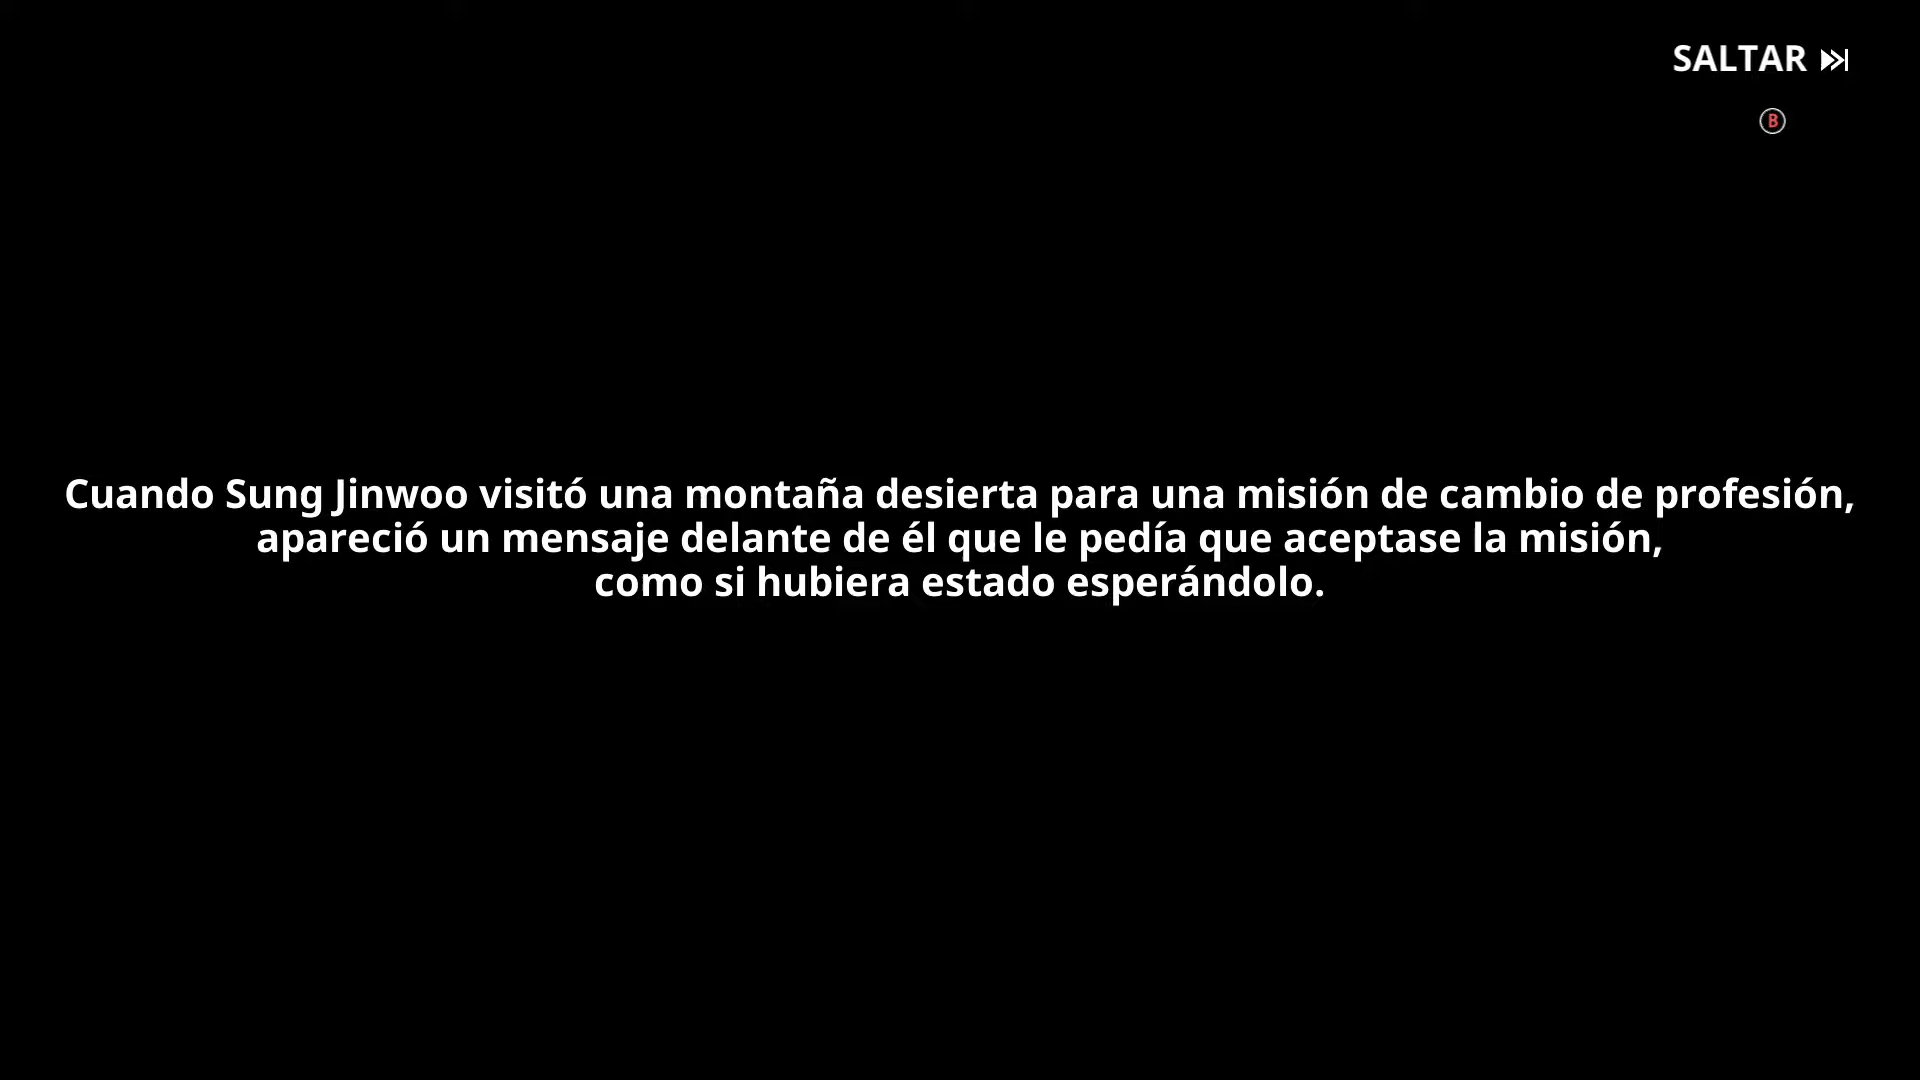 SALTAR
B
Cuando Sung Jinwoo visitó una montaña desierta para una misión de cambio de profesión,
apareció un mensaje delante de él que le pedía que aceptase la misión,
como si hubiera estado esperándolo.